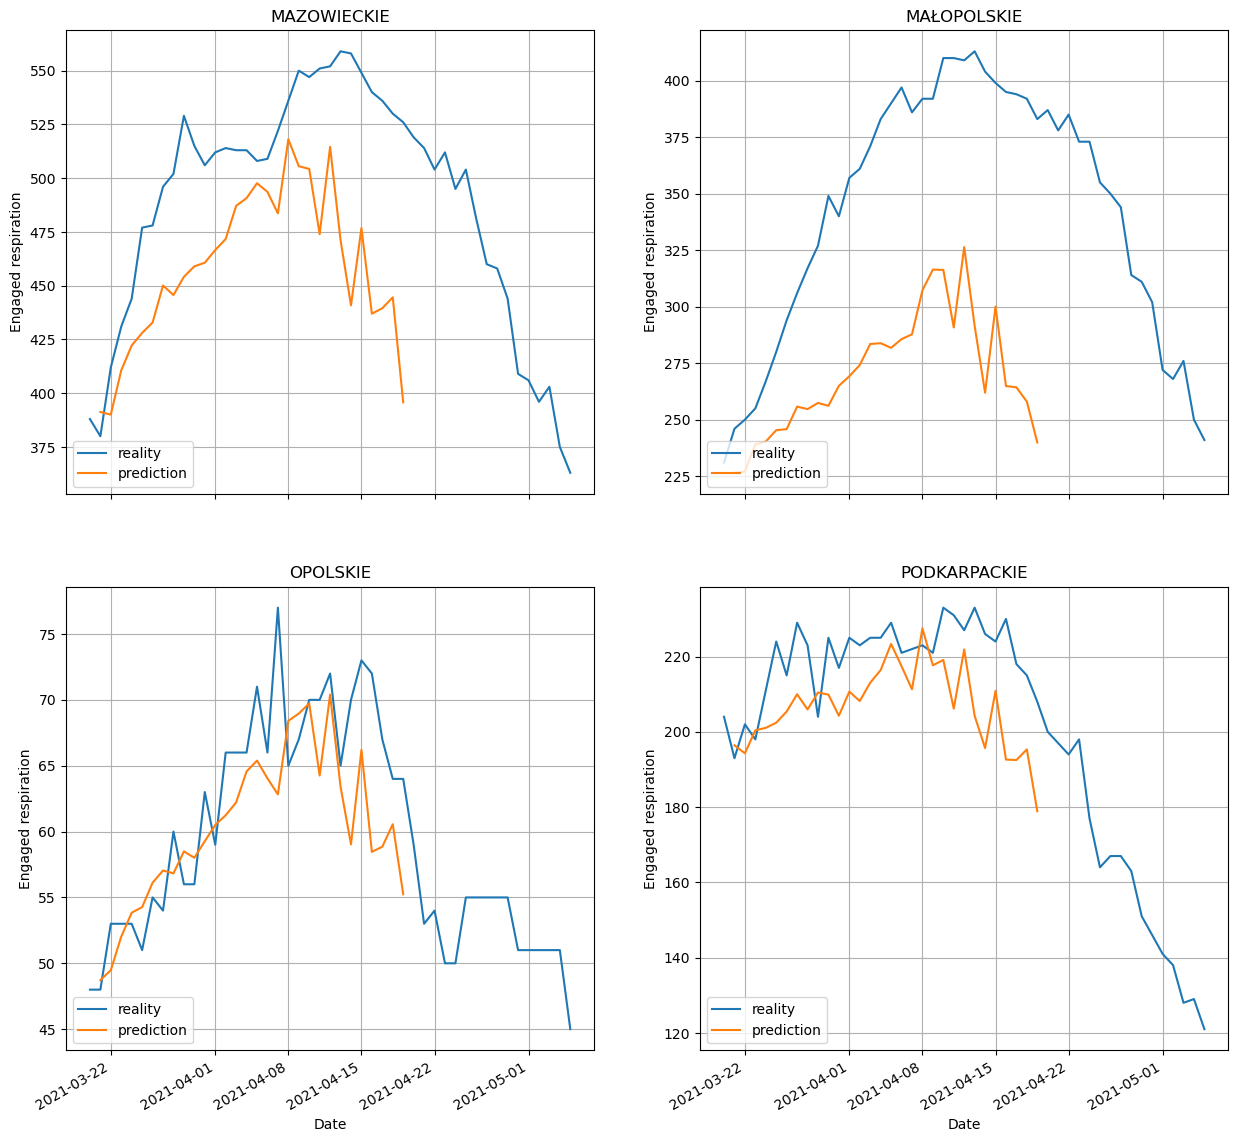 MAZOWIECKIE
550
525
500
475
450
425
400
375
Engaged respiration
reality
prediction
MAŁOPOLSKIE
400
375
350
325
300
275
250
225
Engaged respiration
reality
prediction
OPOLSKIE
75
70
65
60
55
50
45
Engaged respiration
reality
prediction
2021-03-22
2021-04-01
2021-04-08
2021-04-15
2021-04-22
2021-05-01
Date
PODKARPACKIE
220
200
180
160
140
120
Engaged respiration
reality
prediction
2021-03-22
2021-04-01
2021-04-08
2021-04-15
2021-04-22
2021-05-01
Date